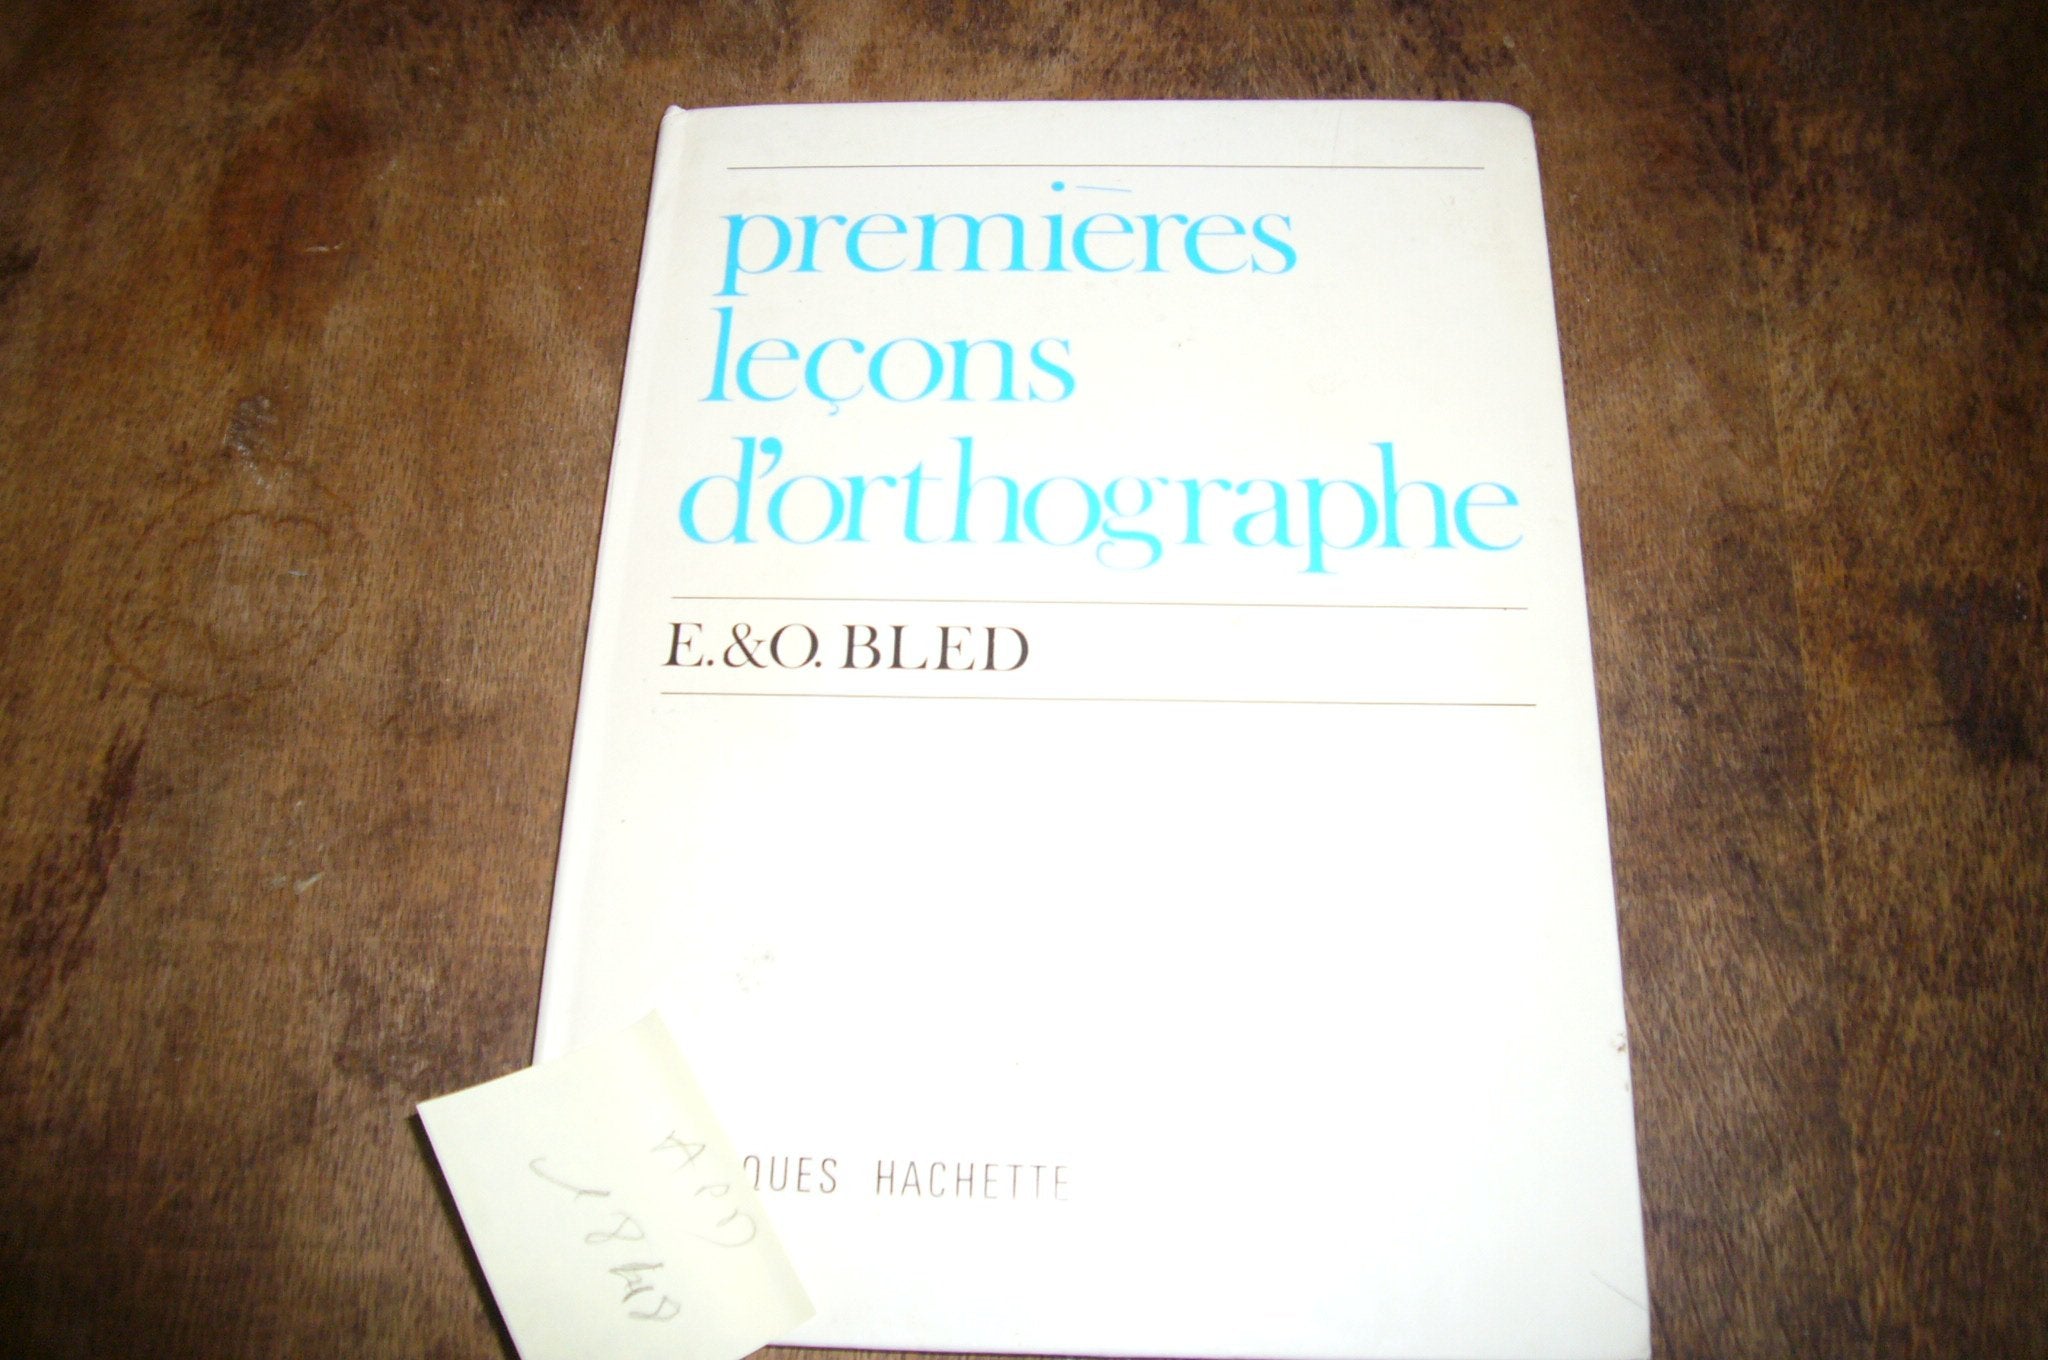 premières
leçons
d'orthographe
E. & O. BLED
QUES HACHETTE